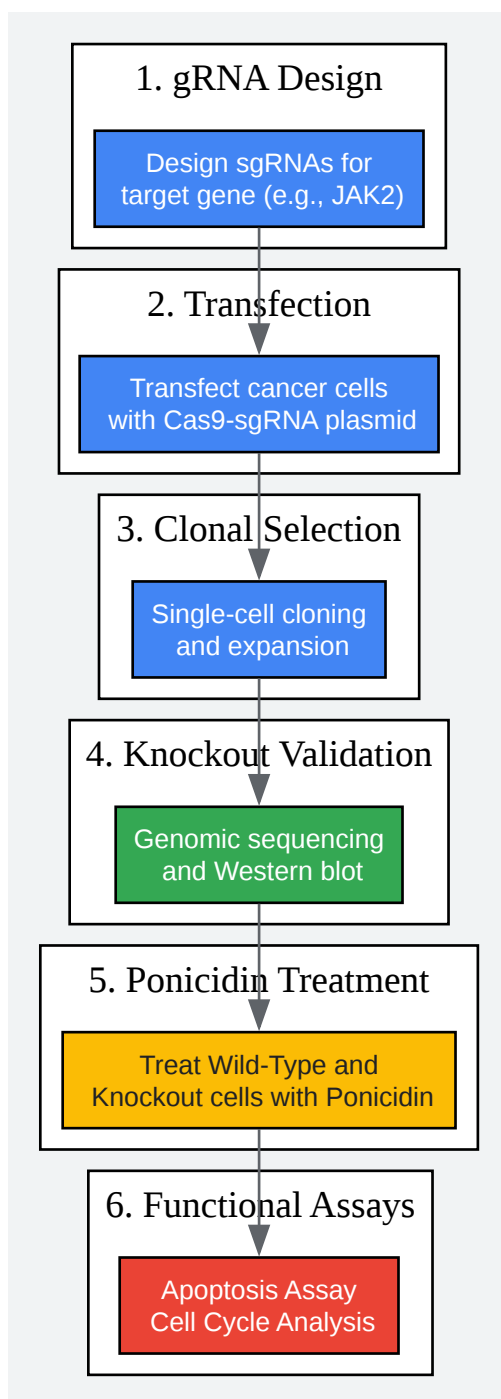 1. gRNA Design
Design sgRNAs for
target gene (e.g., JAK2)
2. Transfection
Transfect cancer cells
with Cas9-sgRNA plasmid
3. Clonal Selection
Single-cell cloning
and expansion
4. Knockout Validation
Genomic sequencing
and Western blot
5. Ponicidin Treatment
Treat Wild-Type and
Knockout cells with Ponicidin
6. Functional Assays
Apoptosis Assay
Cell Cycle Analysis